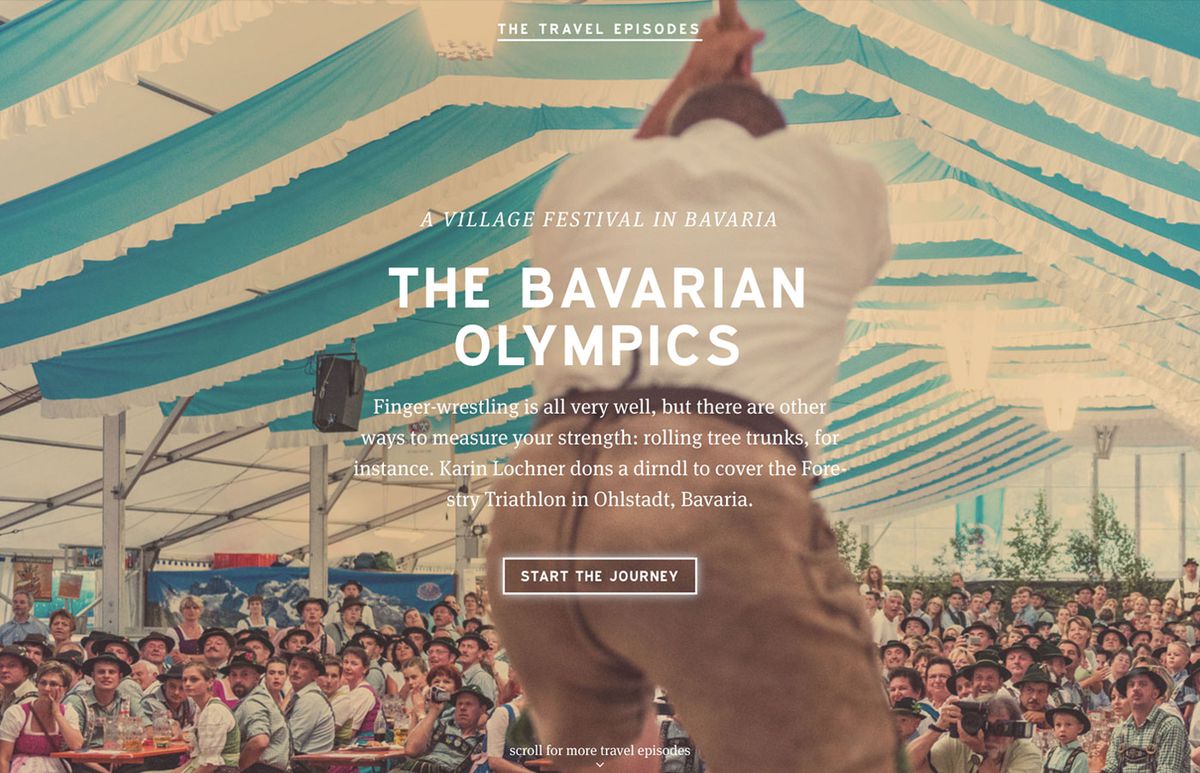 THE TRAVEL EPISODES
A VILLAGE FESTIVAL IN BAVARIA
THE BAVARIAN
OLYMPICS
Finger-wrestling is all very well, but there are other
ways to measure your strength: rolling tree trunks, for
instance. Karin Lochner dons a dirndl to cover the Fore-
stry Triathlon in Ohlstadt, Bavaria.
START THE JOURNEY
scroll for more travel episodes